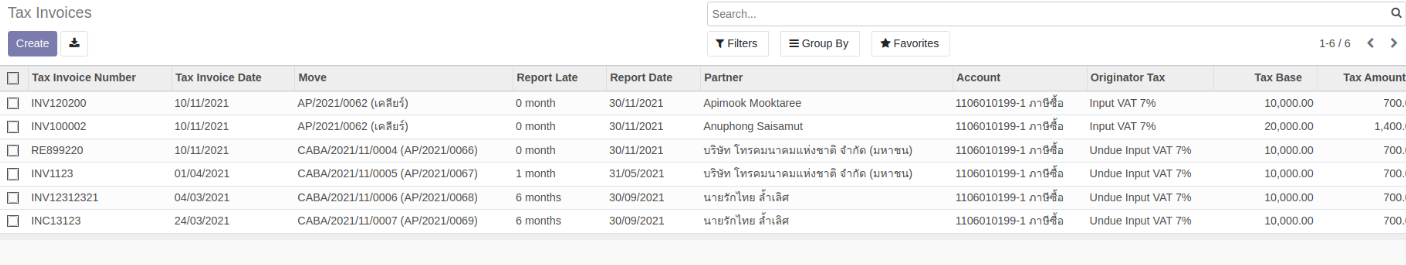 Tax Invoices
Search...
Create
Filters Group By Favorites 1-6 / 6
Tax Invoice Number Tax Invoice Date Move Report Late Report Date Partner Account Originator Tax Tax Base Tax Amount
INV120200 10/11/2021 AP/2021/0062 (เคลียร์) 0 month 30/11/2021 Apimook Mooktaree 1106010199-1 ภาษีซื้อ Input VAT 7% 10,000.00 700.
INV100002 10/11/2021 AP/2021/0062 (เคลียร์) 0 month 30/11/2021 Anuphong Saisamut 1106010199-1 ภาษีซื้อ Input VAT 7% 20,000.00 1,400.
RE899220 10/11/2021 CABA/2021/11/0004 (AP/2021/0066) 0 month 30/11/2021 บริษัท โทรคมนาคมแห่งชาติ จำกัด (มหาชน) 1106010199-1 ภาษีซื้อ Undue Input VAT 7% 10,000.00 700.
INV1123 01/04/2021 CABA/2021/11/0005 (AP/2021/0067) 1 month 31/05/2021 บริษัท โทรคมนาคมแห่งชาติ จำกัด (มหาชน) 1106010199-1 ภาษีซื้อ Undue Input VAT 7% 10,000.00 700.
INV12312321 04/03/2021 CABA/2021/11/0006 (AP/2021/0068) 6 months 30/09/2021 นายรักไทย ล้ำเลิศ 1106010199-1 ภาษีซื้อ Undue Input VAT 7% 10,000.00 700.
INC13123 24/03/2021 CABA/2021/11/0007 (AP/2021/0069) 6 months 30/09/2021 นายรักไทย ล้ำเลิศ 1106010199-1 ภาษีซื้อ Undue Input VAT 7% 10,000.00 700.